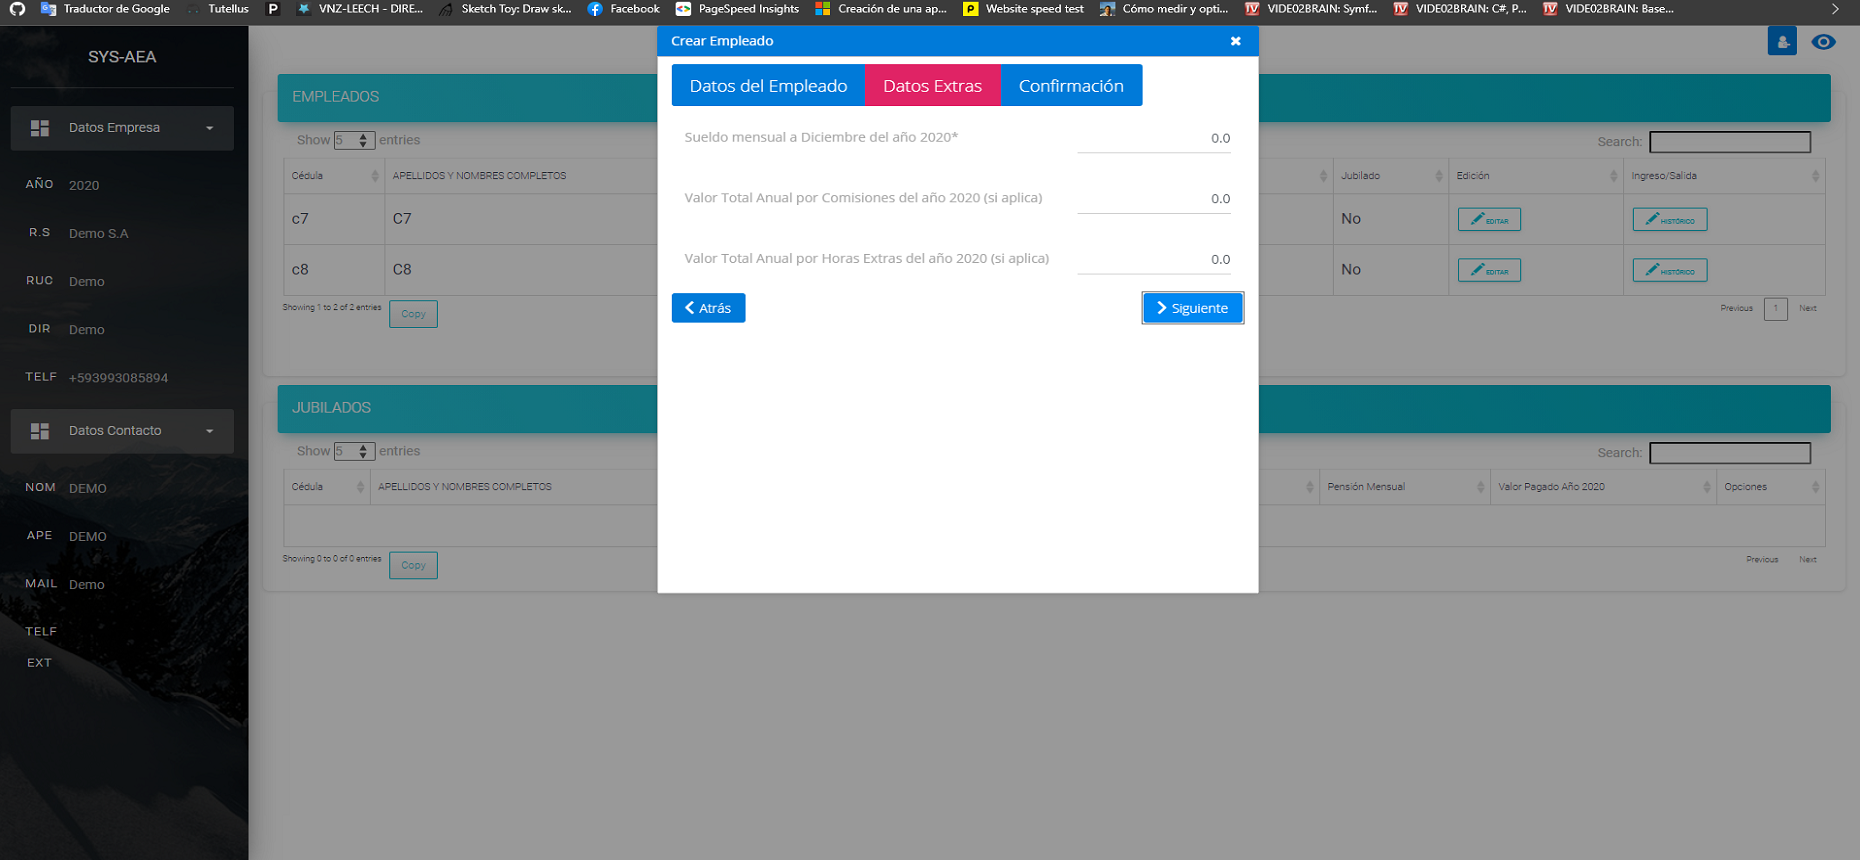 Traductor de Google
Tutellus
VNZ-LEECH – DIRE...
Sketch Toy: Draw sk...
Facebook
PageSpeed Insights
Creación de una ap...
Website speed test
Cómo medir y opti...
VIDEO2BRAIN: Symf...
VIDEO2BRAIN: C#, P...
VIDEO2BRAIN: Base...
SYS-AEA
Datos Empresa
AÑO 2020
R.S Demo S.A
RUC Demo
DIR Demo
TELF +593993085894
Datos Contacto
NOM DEMO
APE DEMO
MAIL Demo
TELF
EXT
Crear Empleado
Datos del Empleado Datos Extras Confirmación
Sueldo mensual a Diciembre del año 2020* 0.0
Valor Total Anual por Comisiones del año 2020 (si aplica) 0.0
Valor Total Anual por Horas Extras del año 2020 (si aplica) 0.0
Atrás Siguiente
EMPLEADOS
Show 5 entries Search:
Cédula APELLIDOS Y NOMBRES COMPLETOS Jubilado Edición Ingreso/Salida
c7 C7 No EDITAR HISTÓRICO
c8 C8 No EDITAR HISTÓRICO
Showing 1 to 2 of 2 entries Copy Previous 1 Next
JUBILADOS
Show 5 entries Search:
Cédula APELLIDOS Y NOMBRES COMPLETOS Pensión Mensual Valor Pagado Año 2020 Opciones
Showing 0 to 0 of 0 entries Copy Previous Next